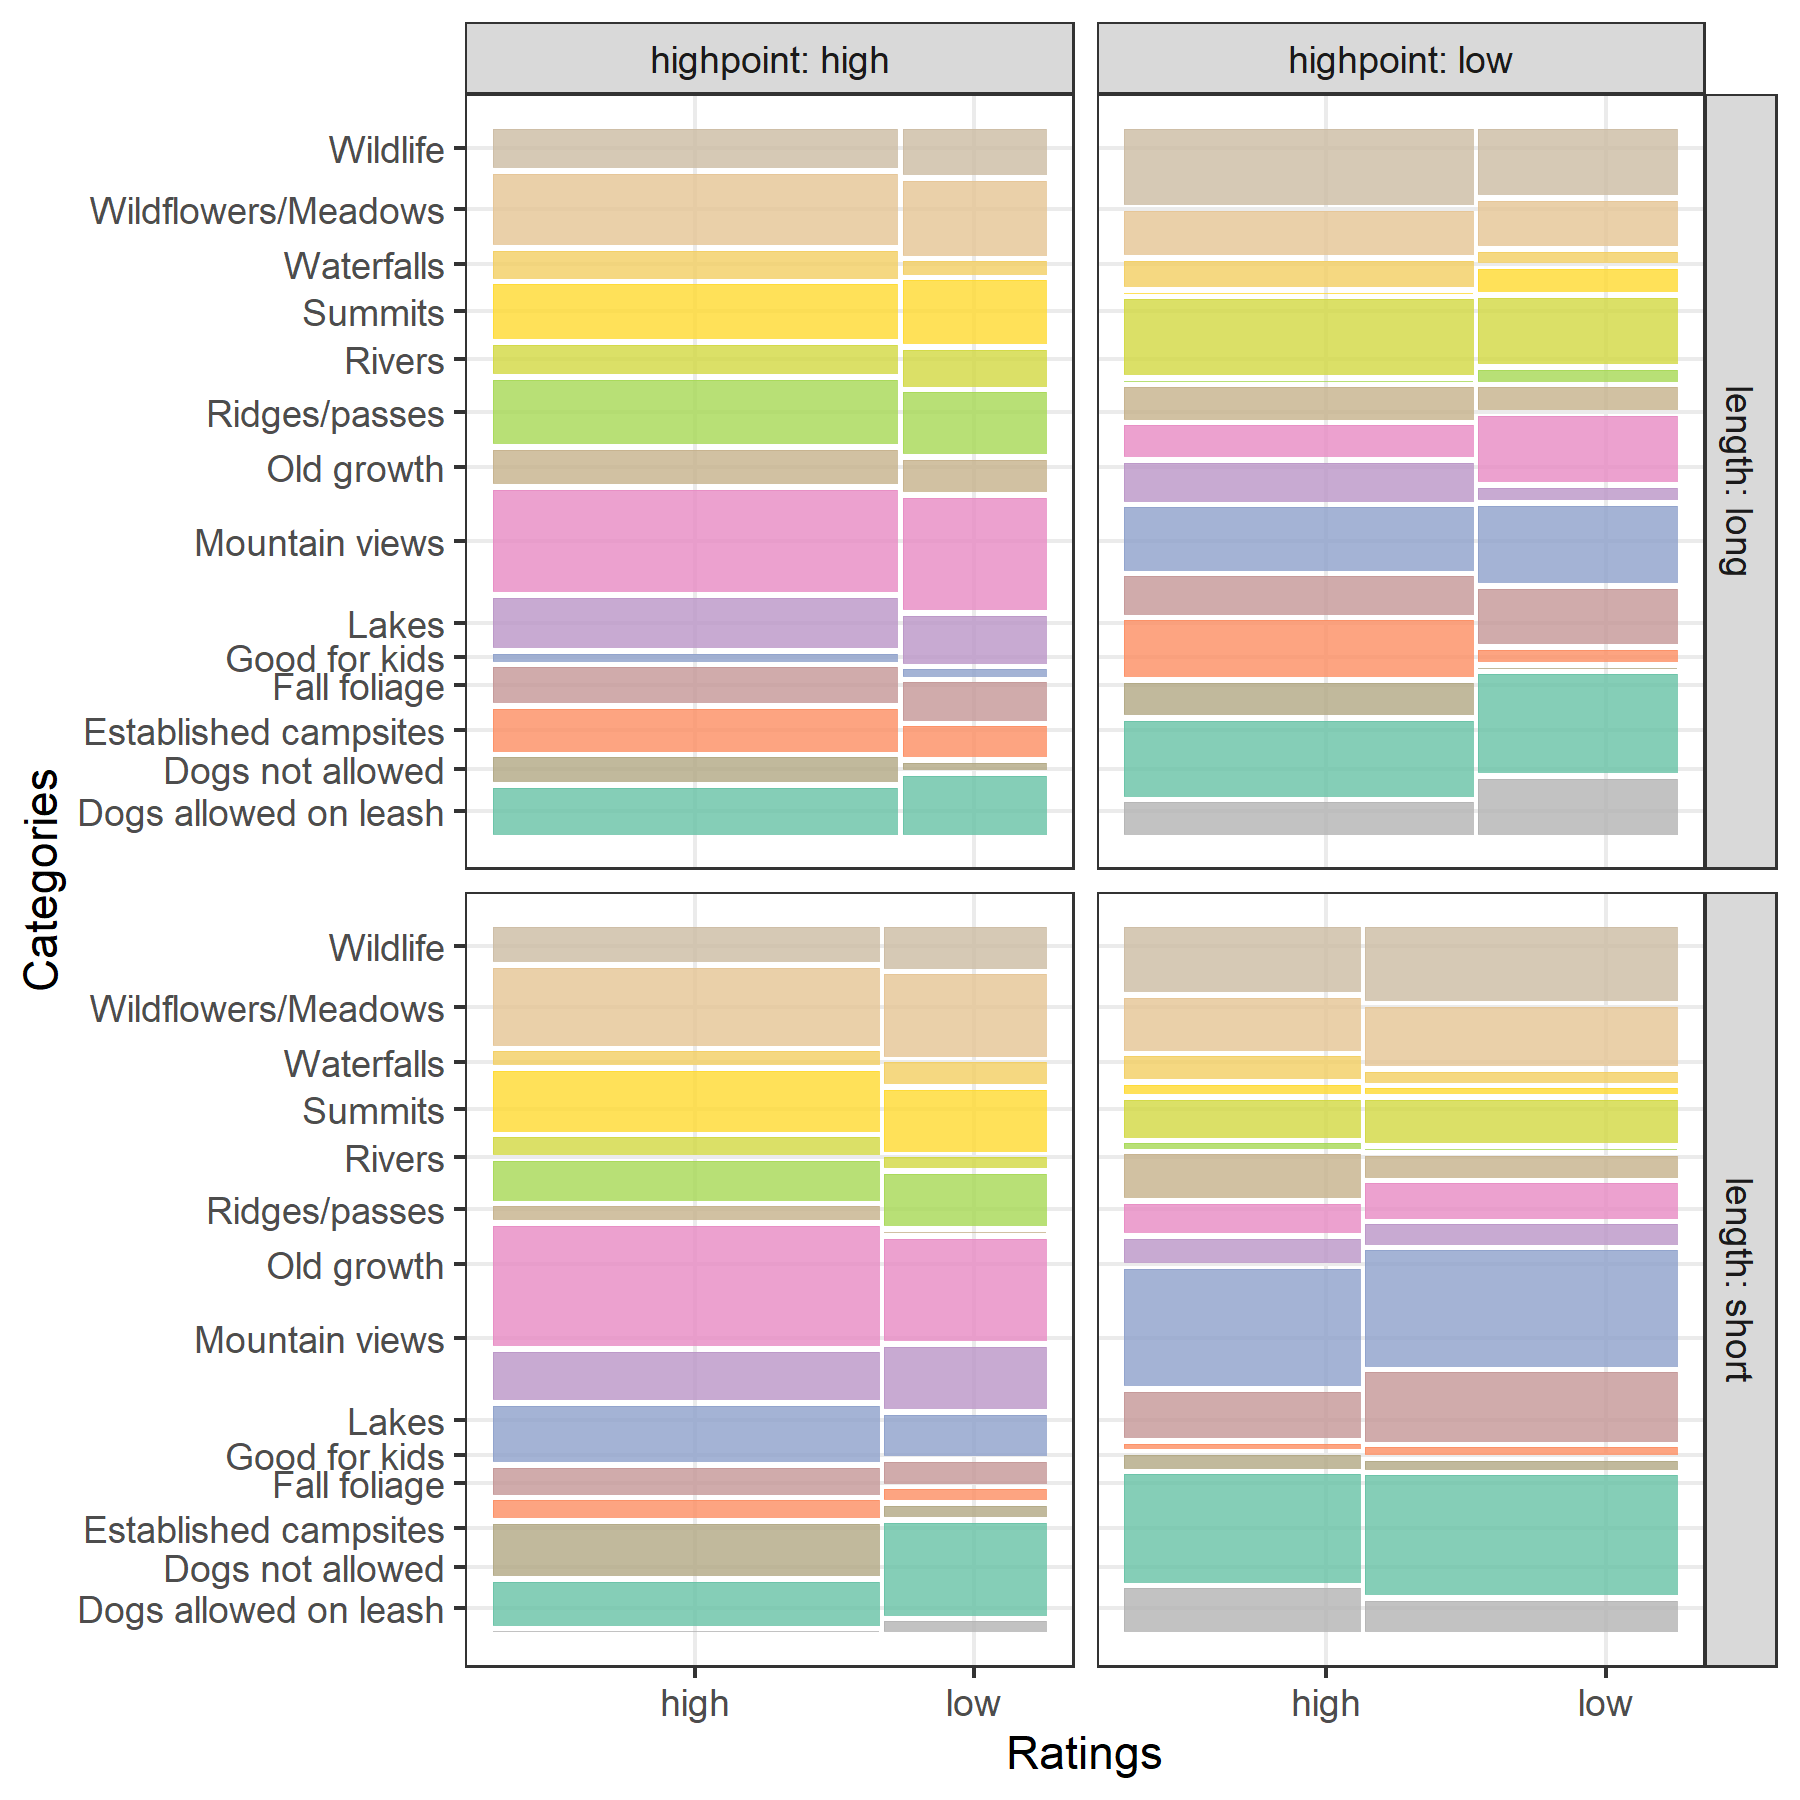 highpoint: high
highpoint: low
Wildlife
Wildflowers/Meadows
Waterfalls
Summits
Rivers
Ridges/passes
Old growth
Mountain views
Lakes
Good for kids
Fall foliage
Established campsites
Dogs not allowed
Dogs allowed on leash
length: long
Categories
Wildlife
Wildflowers/Meadows
Waterfalls
Summits
Rivers
Ridges/passes
Old growth
Mountain views
Lakes
Good for kids
Fall foliage
Established campsites
Dogs not allowed
Dogs allowed on leash
length: short
high
low
high
low
Ratings